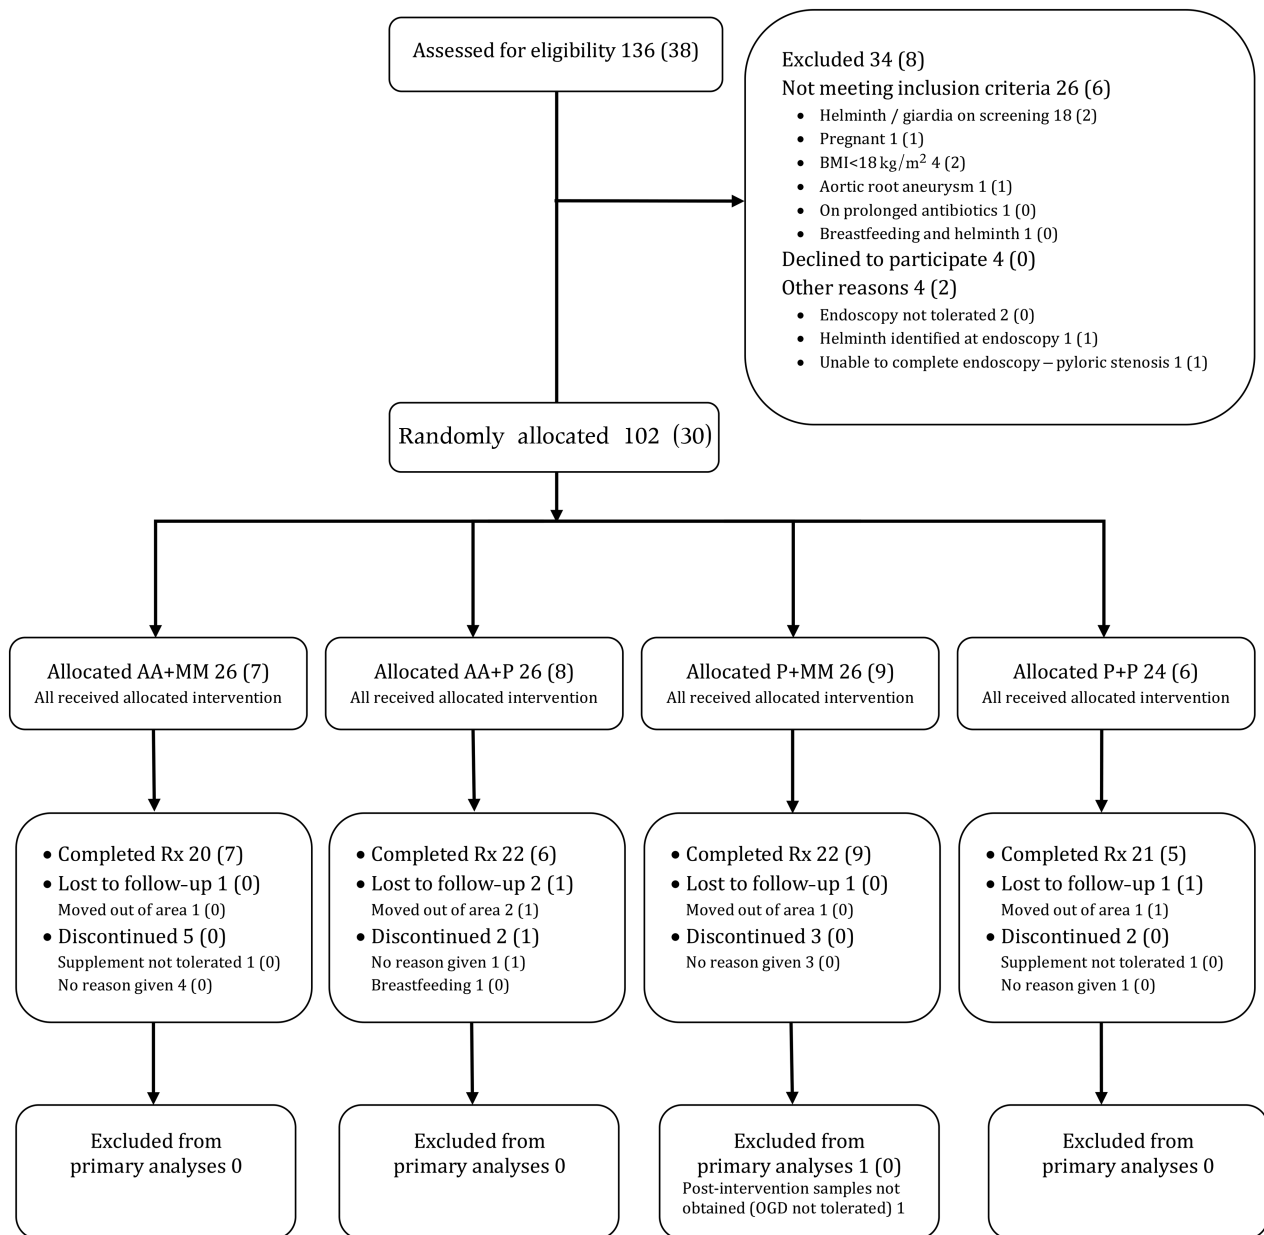 Assessed for eligibility 136 (38)
Excluded 34 (8)
Not meeting inclusion criteria 26 (6)
• Helminth / giardia on screening 18 (2)
• Pregnant 1 (1)
• BMI<18 kg/m² 4 (2)
• Aortic root aneurysm 1 (1)
• On prolonged antibiotics 1 (0)
• Breastfeeding and helminth 1 (0)
Declined to participate 4 (0)
Other reasons 4 (2)
• Endoscopy not tolerated 2 (0)
• Helminth identified at endoscopy 1 (1)
• Unable to complete endoscopy – pyloric stenosis 1 (1)
Randomly allocated 102 (30)
Allocated AA+MM 26 (7)
All received allocated intervention
Allocated AA+P 26 (8)
All received allocated intervention
Allocated P+MM 26 (9)
All received allocated intervention
Allocated P+P 24 (6)
All received allocated intervention
• Completed Rx 20 (7)
• Lost to follow-up 1 (0)
Moved out of area 1 (0)
• Discontinued 5 (0)
Supplement not tolerated 1 (0)
No reason given 4 (0)
• Completed Rx 22 (6)
• Lost to follow-up 2 (1)
Moved out of area 2 (1)
• Discontinued 2 (1)
No reason given 1 (1)
Breastfeeding 1 (0)
• Completed Rx 22 (9)
• Lost to follow-up 1 (0)
Moved out of area 1 (0)
• Discontinued 3 (0)
No reason given 3 (0)
• Completed Rx 21 (5)
• Lost to follow-up 1 (1)
Moved out of area 1 (1)
• Discontinued 2 (0)
Supplement not tolerated 1 (0)
No reason given 1 (0)
Excluded from
primary analyses 0
Excluded from
primary analyses 0
Excluded from
primary analyses 1 (0)
Post-intervention samples not
obtained (OGD not tolerated) 1
Excluded from
primary analyses 0